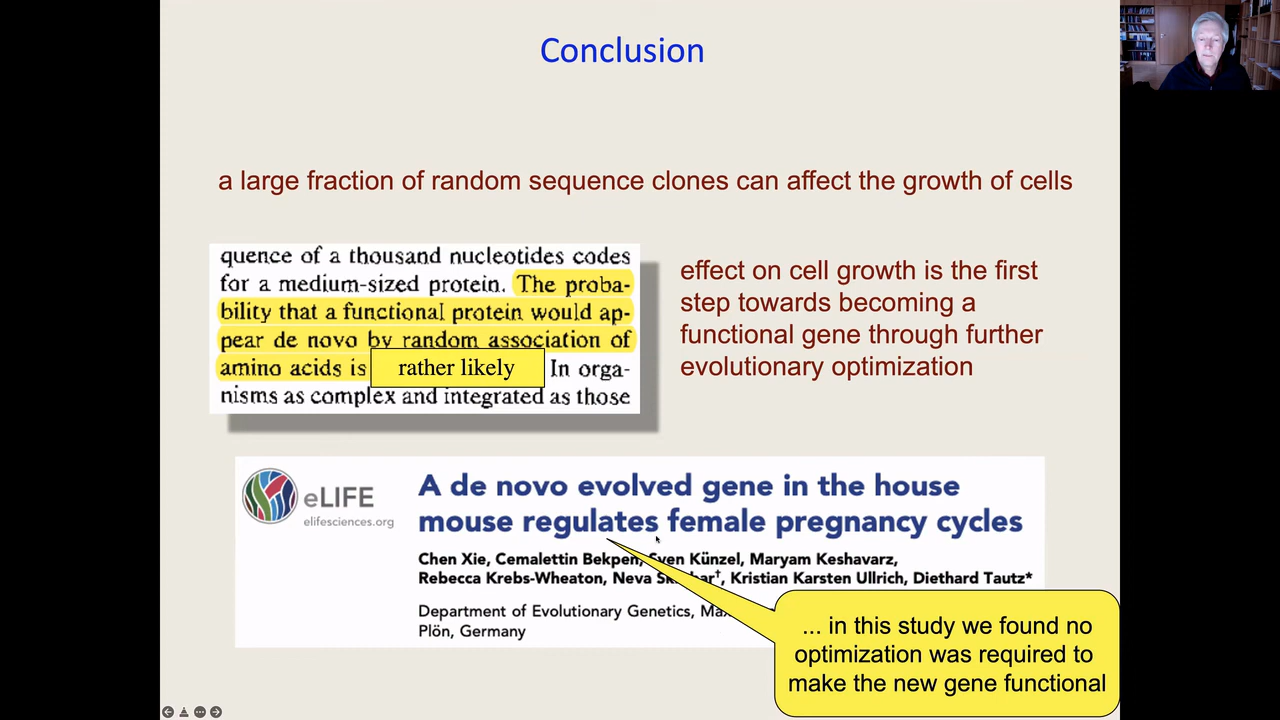 Conclusion
a large fraction of random sequence clones can affect the growth of cells
quence of a thousand nucleotides codes
for a medium-sized protein. The proba-
bility that a functional protein would ap-
pear de novo by random association of
amino acids is rather likely In orga-
nisms as complex and integrated as those
effect on cell growth is the first
step towards becoming a
functional gene through further
evolutionary optimization
eLIFE
elifesciences.org
A de novo evolved gene in the house
mouse regulates female pregnancy cycles
Chen Xie, Cemalettin Bekpen, Sven Künzel, Maryam Keshavarz,
Rebecca Krebs-Wheaton, Neva †, Kristian Karsten Ullrich, Diethard Tautz*
Department of Evolutionary Genetics,
Plön, Germany
... in this study we found no
optimization was required to
make the new gene functional